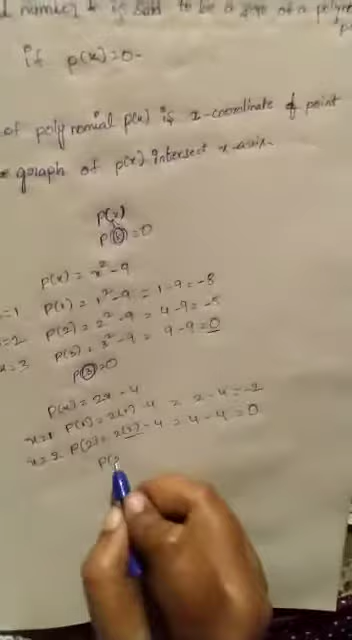 number k is said to be a zero of a polyn
if p(k)=0.
of polynomial p(x) is x-coordinate of point
graph of p(x) intersect x-axis.
p(x)
p(k)=0
p(x) = x²-9
=1 p(1) = 1²-9 = 1-9 = -8
=2 p(2) = 2²-9 = 4-9 = -5
x=3 p(3) = 3²-9 = 9-9 = 0
p(3)=0
p(x) = 2x-4
x=1 p(1) = 2(1)-4 = 2-4 = -2
x=2 p(2) = 2(2)-4 = 4-4 = 0
p(2